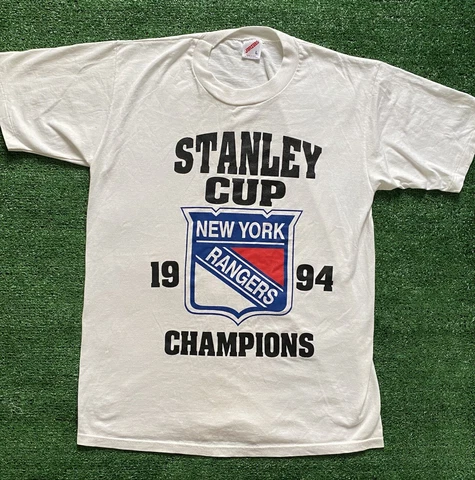 STANLEY
CUP
NEW YORK
RANGERS
19 94
CHAMPIONS